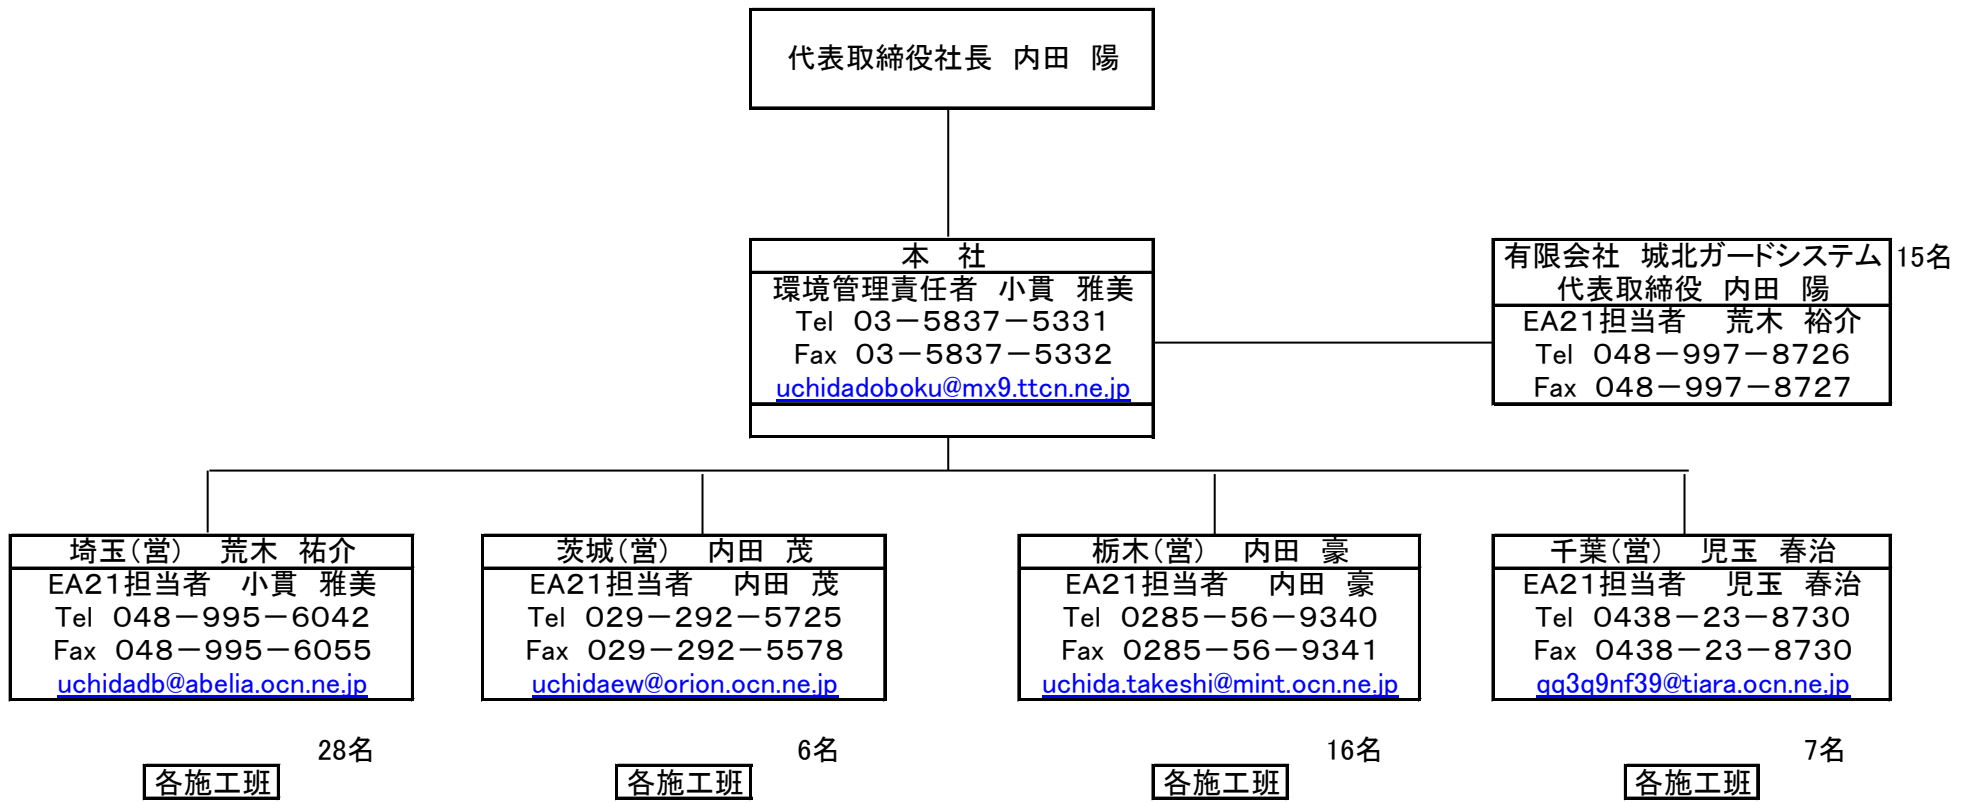 代表取締役社長　内田　陽
本　社
環境管理責任者　小貫　雅美
Tel　03－5837－5331
Fax　03－5837－5332
uchidadoboku@mx9.ttcn.ne.jp
有限会社　城北ガードシステム
15名
代表取締役　内田　陽
EA21担当者　荒木　裕介
Tel　048－997－8726
Fax　048－997－8727
埼玉（営）　荒木　祐介
EA21担当者　小貫　雅美
Tel　048－995－6042
Fax　048－995－6055
uchidadb@abelia.ocn.ne.jp
28名
各施工班
茨城（営）　内田　茂
EA21担当者　内田　茂
Tel　029－292－5725
Fax　029－292－5578
uchidaew@orion.ocn.ne.jp
6名
各施工班
栃木（営）　内田　豪
EA21担当者　内田　豪
Tel　0285－56－9340
Fax　0285－56－9341
uchida.takeshi@mint.ocn.ne.jp
16名
各施工班
千葉（営）　児玉　春治
EA21担当者　児玉　春治
Tel　0438－23－8730
Fax　0438－23－8730
qq3q9nf39@tiara.ocn.ne.jp
7名
各施工班